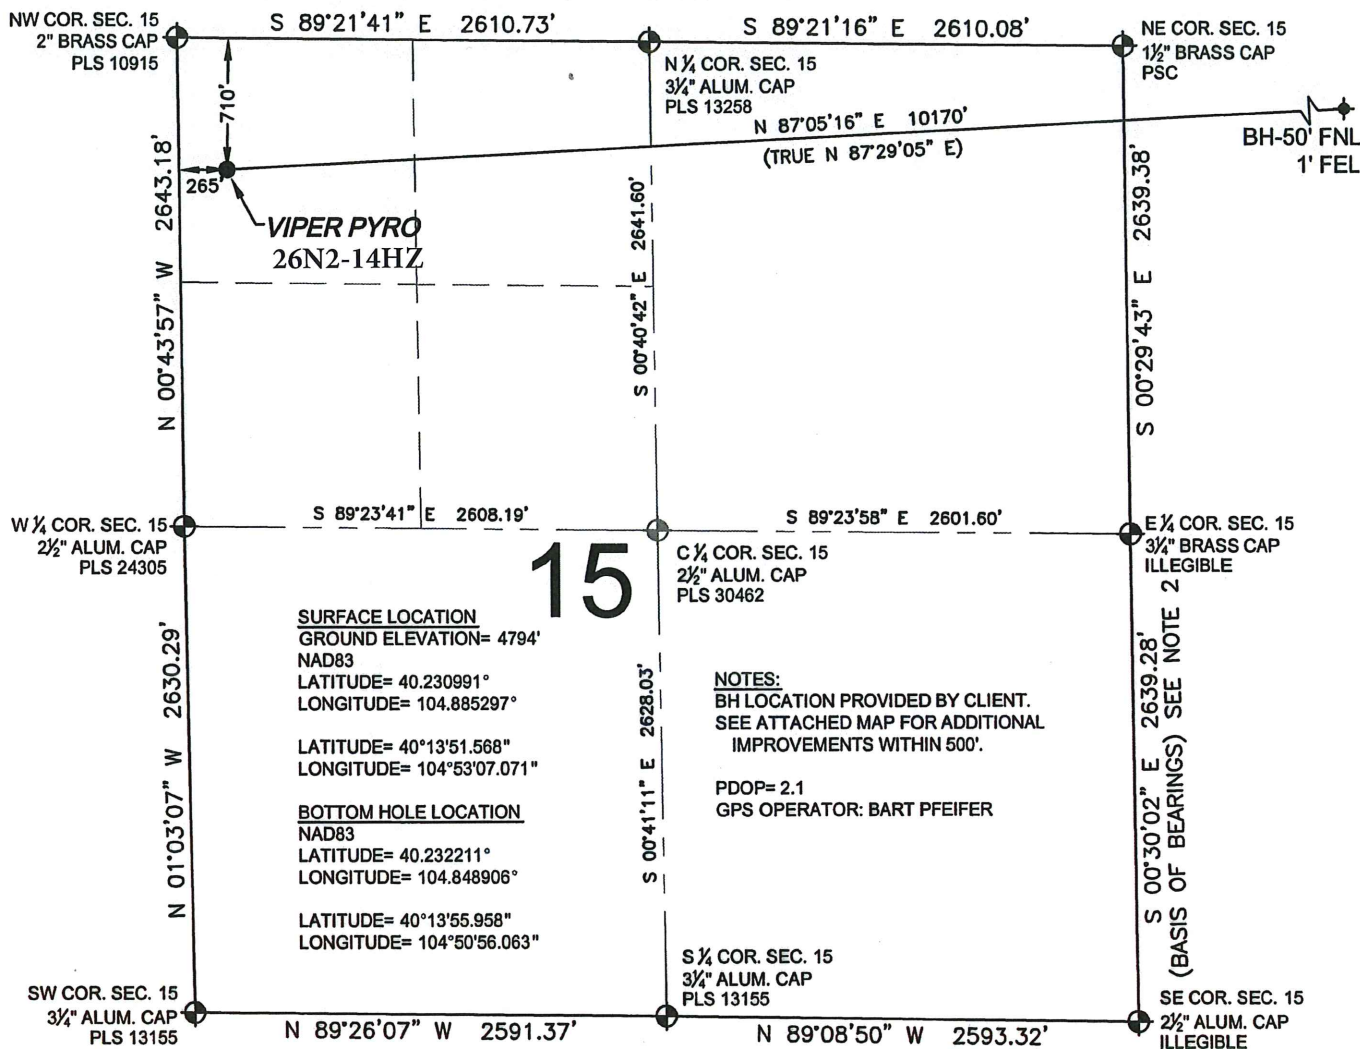 NW COR. SEC. 15
2" BRASS CAP
PLS 10915
S 89°21'41" E 2610.73'
S 89°21'16" E 2610.08'
NE COR. SEC. 15
1½" BRASS CAP
PSC
N ¼ COR. SEC. 15
3¼" ALUM. CAP
PLS 13258
710'
N 87°05'16" E 10170'
(TRUE N 87°29'05" E)
BH-50' FNL
1' FEL
265'
VIPER PYRO
26N2-14HZ
N 00°43'57" W 2643.18'
S 00°40'42" E 2641.60'
S 00°29'43" E 2639.38'
W ¼ COR. SEC. 15
2½" ALUM. CAP
PLS 24305
S 89°23'41" E 2608.19'
S 89°23'58" E 2601.60'
E ¼ COR. SEC. 15
3¼" BRASS CAP
ILLEGIBLE
15
C ¼ COR. SEC. 15
2½" ALUM. CAP
PLS 30462
N 01°03'07" W 2630.29'
SURFACE LOCATION
GROUND ELEVATION= 4794'
NAD83
LATITUDE= 40.230991°
LONGITUDE= 104.885297°
LATITUDE= 40°13'51.568"
LONGITUDE= 104°53'07.071"
BOTTOM HOLE LOCATION
NAD83
LATITUDE= 40.232211°
LONGITUDE= 104.848906°
LATITUDE= 40°13'55.958"
LONGITUDE= 104°50'56.063"
S 00°41'11" E 2628.03'
NOTES:
BH LOCATION PROVIDED BY CLIENT.
SEE ATTACHED MAP FOR ADDITIONAL
IMPROVEMENTS WITHIN 500'.
PDOP= 2.1
GPS OPERATOR: BART PFEIFER
S 00°30'02" E 2639.28'
(BASIS OF BEARINGS) SEE NOTE 2
SW COR. SEC. 15
3¼" ALUM. CAP
PLS 13155
N 89°26'07" W 2591.37'
S ¼ COR. SEC. 15
3¼" ALUM. CAP
PLS 13155
N 89°08'50" W 2593.32'
SE COR. SEC. 15
2½" ALUM. CAP
ILLEGIBLE